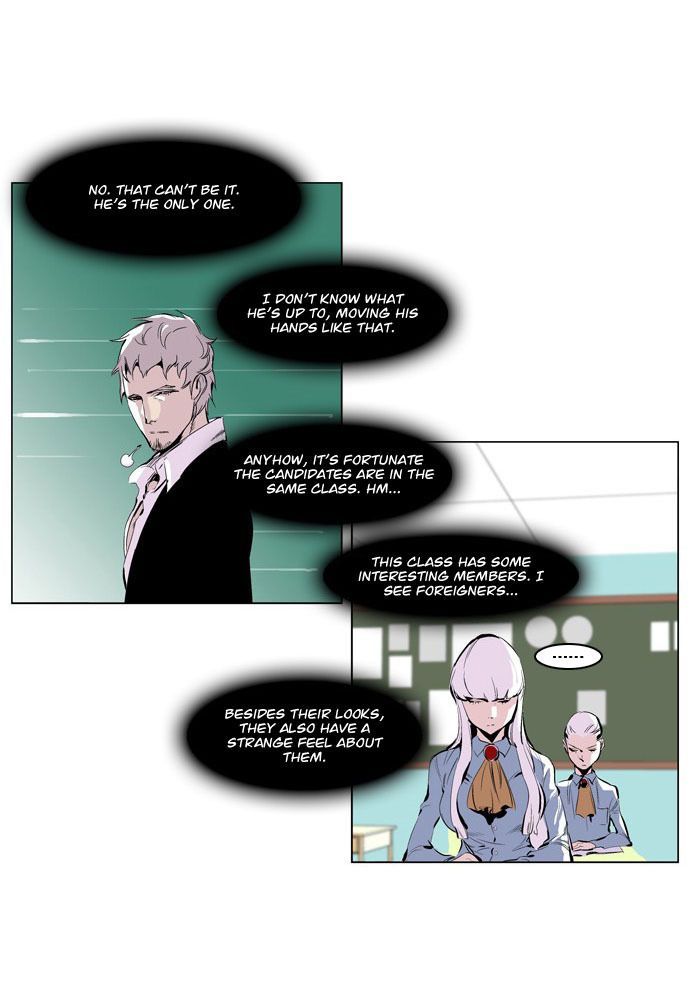 NO. THAT CAN'T BE IT.
HE'S THE ONLY ONE.
I DON'T KNOW WHAT
HE'S UP TO, MOVING HIS
HANDS LIKE THAT.
ANYHOW, IT'S FORTUNATE
THE CANDIDATES ARE IN THE
SAME CLASS. HM...
THIS CLASS HAS SOME
INTERESTING MEMBERS. I
SEE FOREIGNERS...
......
BESIDES THEIR LOOKS,
THEY ALSO HAVE A
STRANGE FEEL ABOUT
THEM.